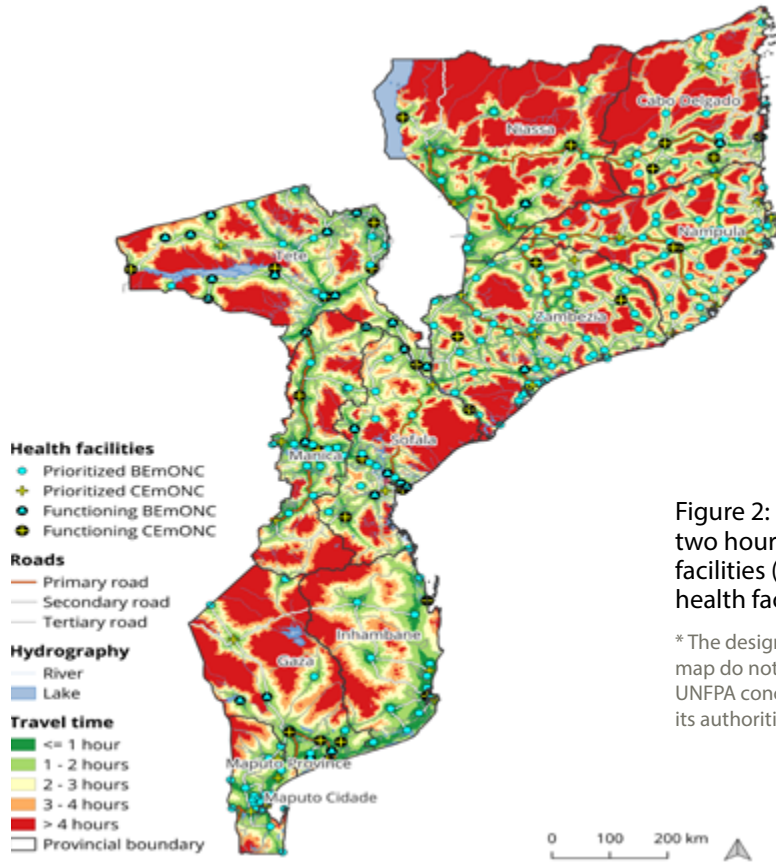 Cabo Delgado
Niassa
Nampula
Tete
Zambezia
Sofala
Manica
Inhambane
Gaza
Maputo Province
Maputo Cidade
Health facilities
Prioritized BEmONC
Prioritized CEmONC
Functioning BEmONC
Functioning CEmONC
Roads
Primary road
Secondary road
Tertiary road
Hydrography
River
Lake
Travel time
<= 1 hour
1 - 2 hours
2 - 3 hours
3 - 4 hours
> 4 hours
Provincial boundary
Figure 2:
two hour
facilities (
health fac
* The design
map do not
UNFPA conc
its authoriti
0 100 200 km